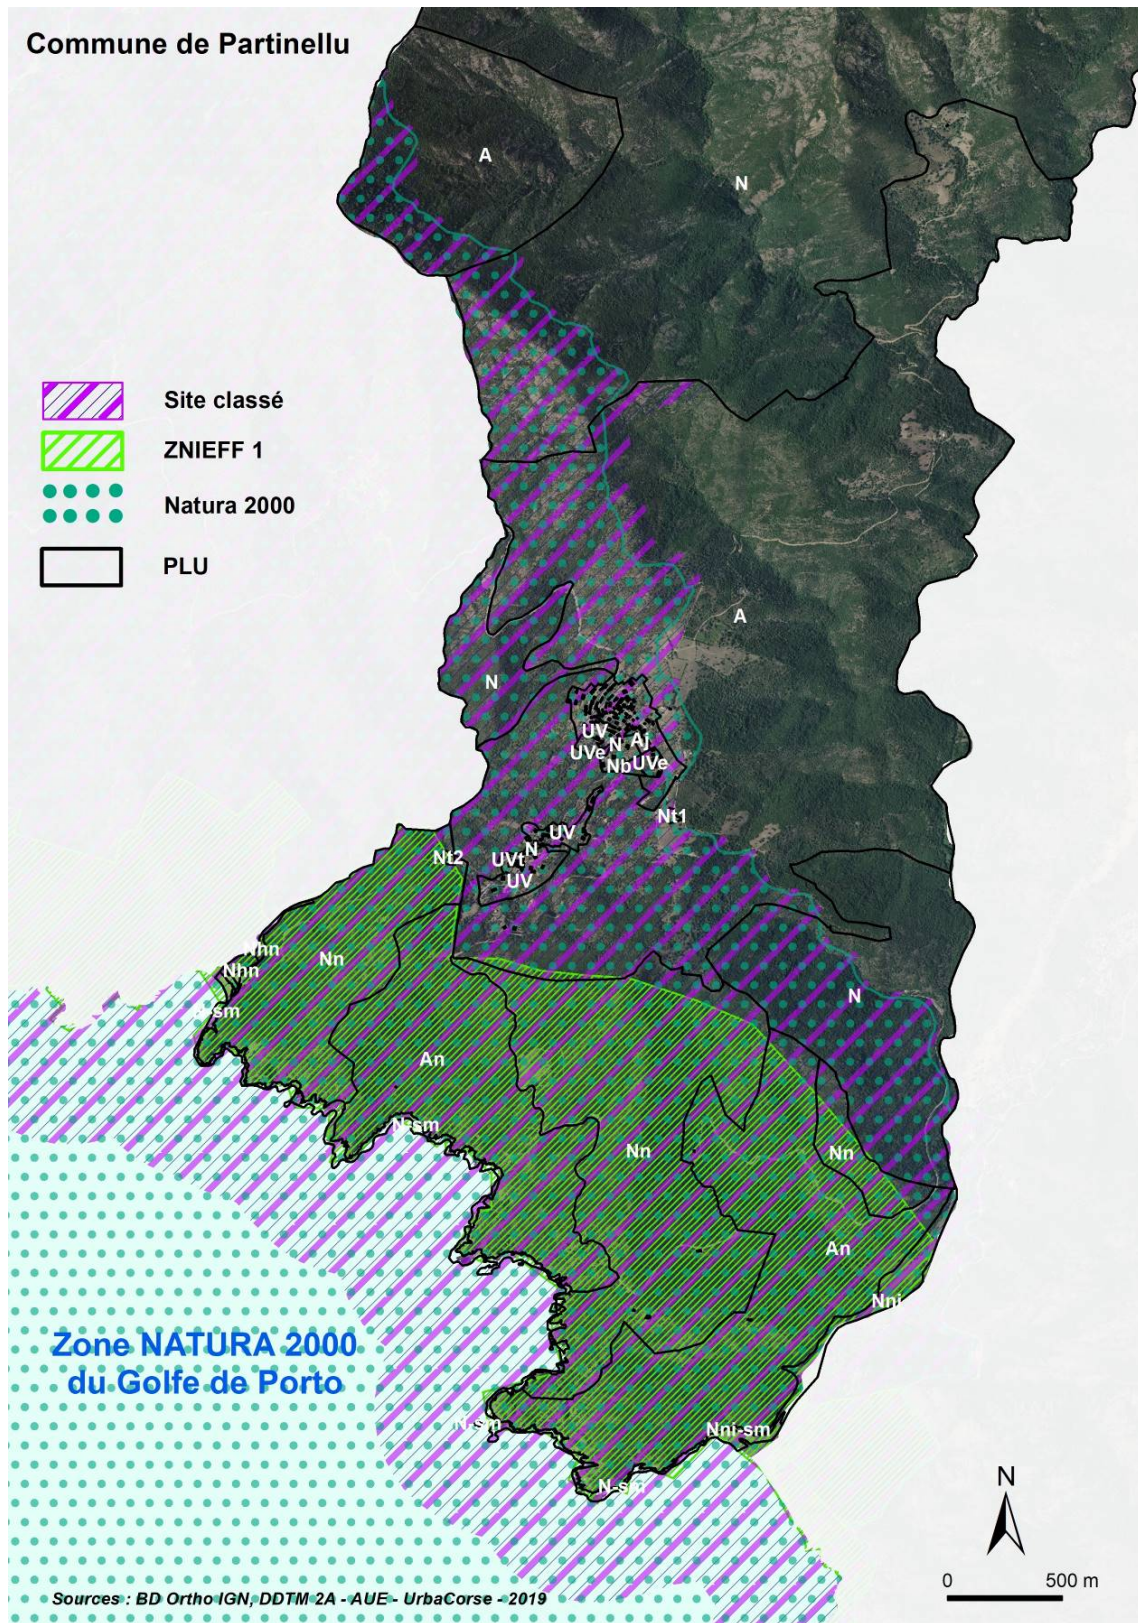 Commune de Partinellu
A
N
Site classé
ZNIEFF 1
Natura 2000
PLU
A
N
UV
Aj
N
UVe
UVe
Nb
Nt1
UV
N
Nt2
UVt
UV
Nhn
Nn
Nhn
N
N-sm
An
N-sm
Nn
Nn
An
Nni
Zone NATURA 2000
du Golfe de Porto
N-sm
Nni-sm
N-sm
N
0 500 m
Sources : BD Ortho IGN, DDTM 2A - AUE - UrbaCorse - 2019